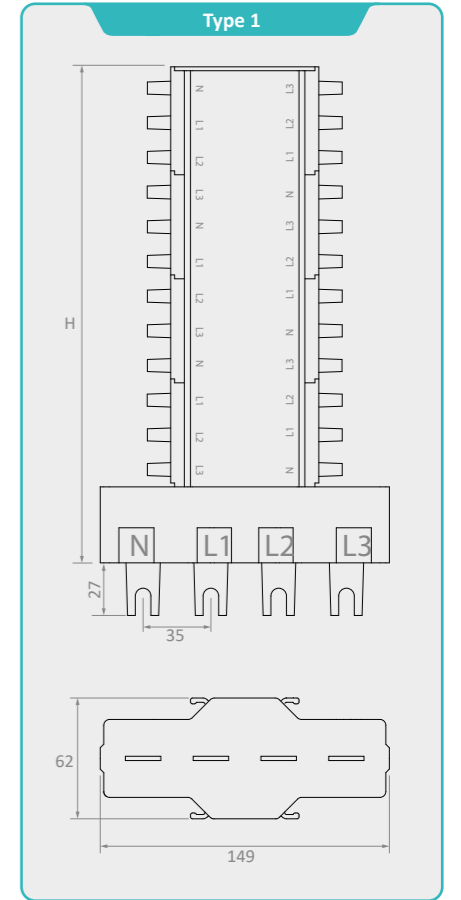 Type 1
N L3
L1 L2
L2 L1
L3 N
N L3
L1 L2
L2 L1
L3 N
N L3
L1 L2
L2 L1
L3 N
H
N L1 L2 L3
27
35
62
149